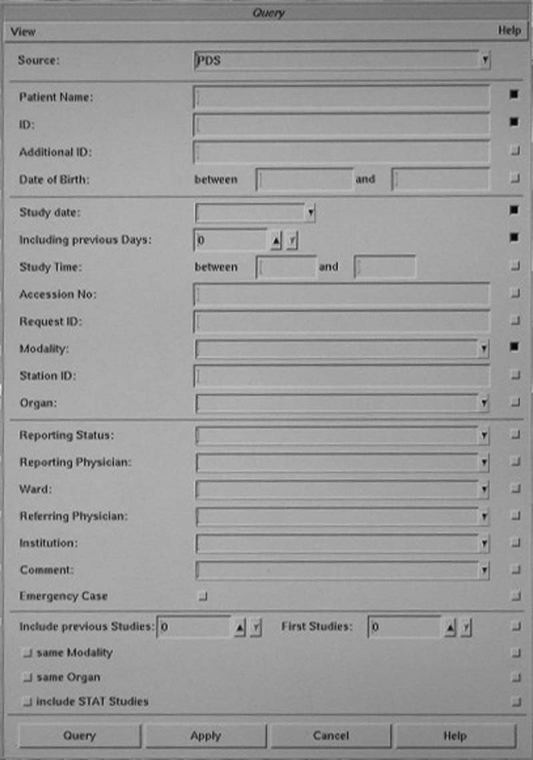 Query
View Help
Source: PDS
Patient Name:
ID:
Additional ID:
Date of Birth: between and
Study date:
Including previous Days: 0
Study Time: between and
Accession No:
Request ID:
Modality:
Station ID:
Organ:
Reporting Status:
Reporting Physician:
Ward:
Referring Physician:
Institution:
Comment:
Emergency Case
Include previous Studies: 0 First Studies: 0
same Modality
same Organ
include STAT Studies
Query Apply Cancel Help